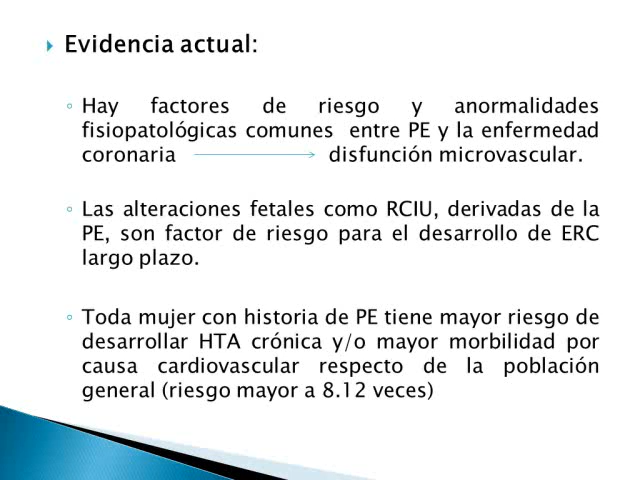 Evidencia actual:
Hay factores de riesgo y anormalidades
fisiopatológicas comunes entre PE y la enfermedad
coronaria disfunción microvascular.
Las alteraciones fetales como RCIU, derivadas de la
PE, son factor de riesgo para el desarrollo de ERC
largo plazo.
Toda mujer con historia de PE tiene mayor riesgo de
desarrollar HTA crónica y/o mayor morbilidad por
causa cardiovascular respecto de la población
general (riesgo mayor a 8.12 veces)